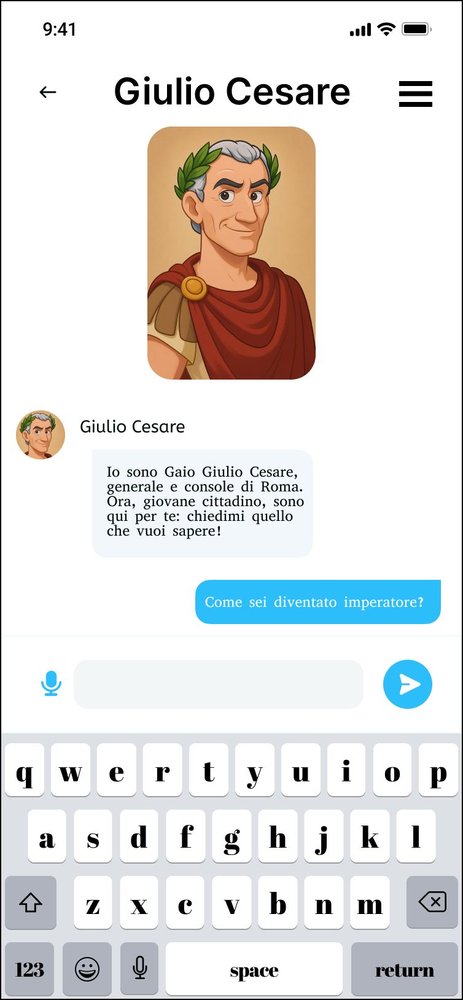 9:41
Giulio Cesare
Giulio Cesare
Io sono Gaio Giulio Cesare,
generale e console di Roma.
Ora, giovane cittadino, sono
qui per te: chiedimi quello
che vuoi sapere!
Come sei diventato imperatore?
q w e r t y u i o p
a s d f g h j k l
z x c v b n m
123 space return